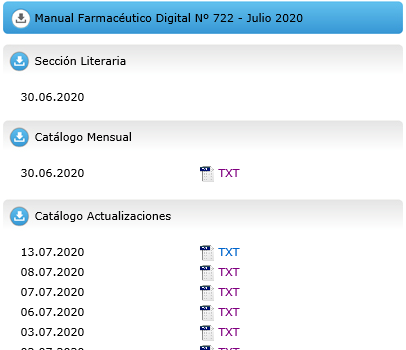 Manual Farmacéutico Digital Nº 722 - Julio 2020
Sección Literaria
30.06.2020
Catálogo Mensual
30.06.2020 TXT
Catálogo Actualizaciones
13.07.2020 TXT
08.07.2020 TXT
07.07.2020 TXT
06.07.2020 TXT
03.07.2020 TXT